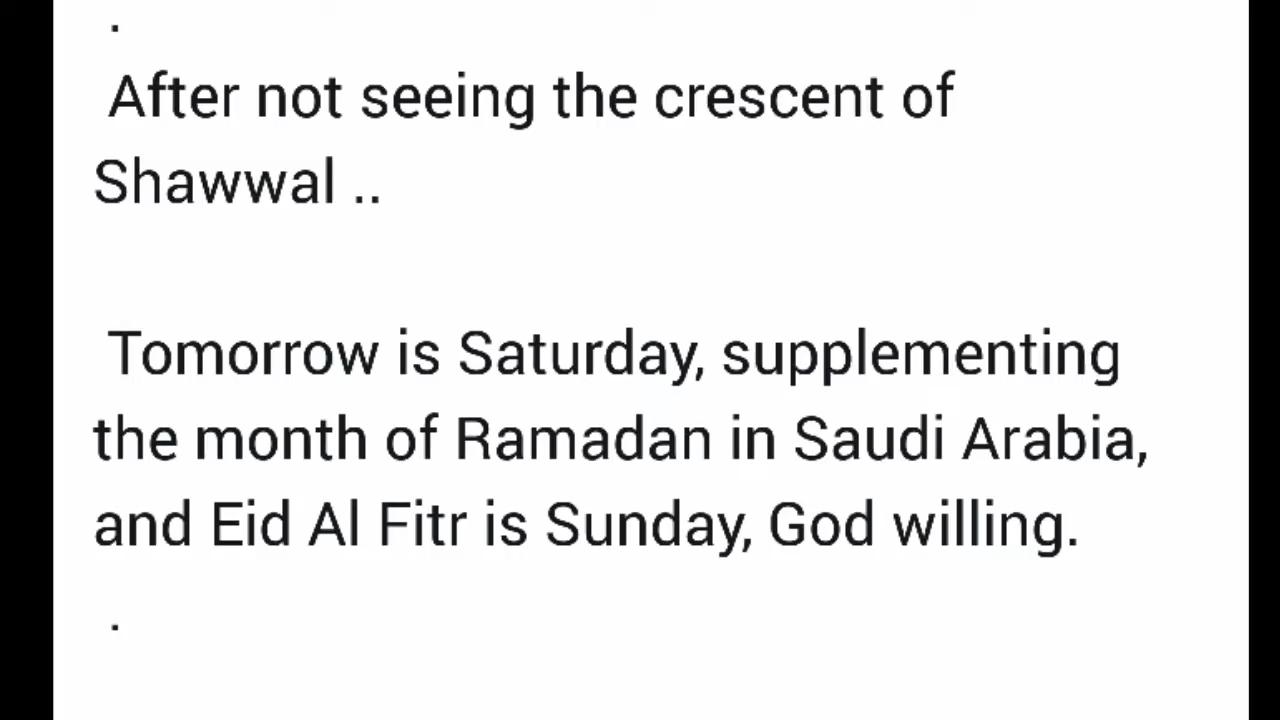 .
After not seeing the crescent of
Shawwal ..
Tomorrow is Saturday, supplementing
the month of Ramadan in Saudi Arabia,
and Eid Al Fitr is Sunday, God willing.
.